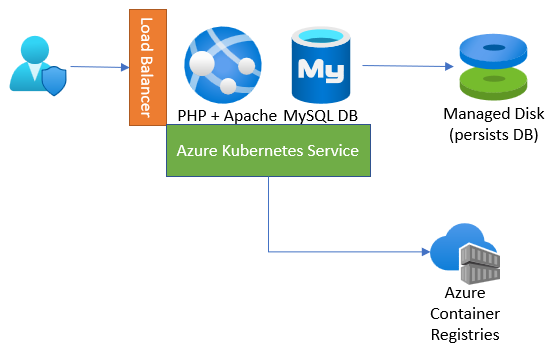 Load Balancer
My
PHP + Apache
MySQL DB
Managed Disk
(persists DB)
Azure Kubernetes Service
Azure
Container
Registries